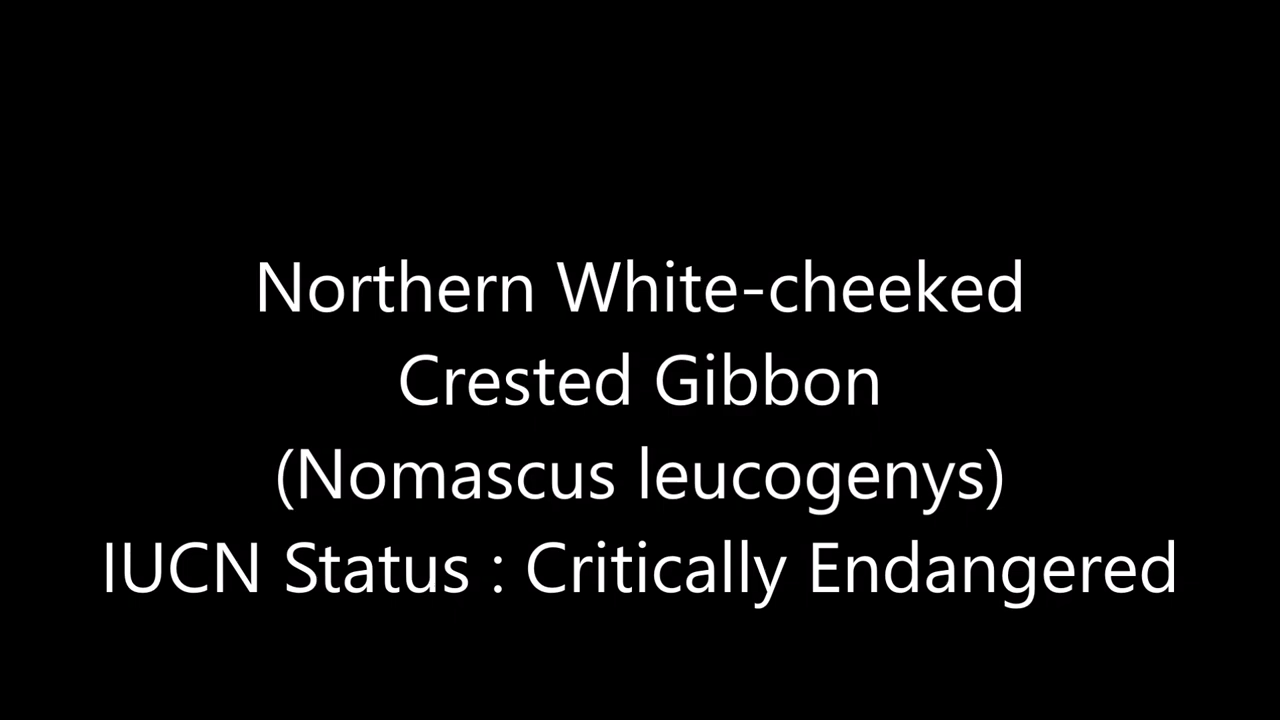 Northern White-cheeked
Crested Gibbon
(Nomascus leucogenys)
IUCN Status : Critically Endangered